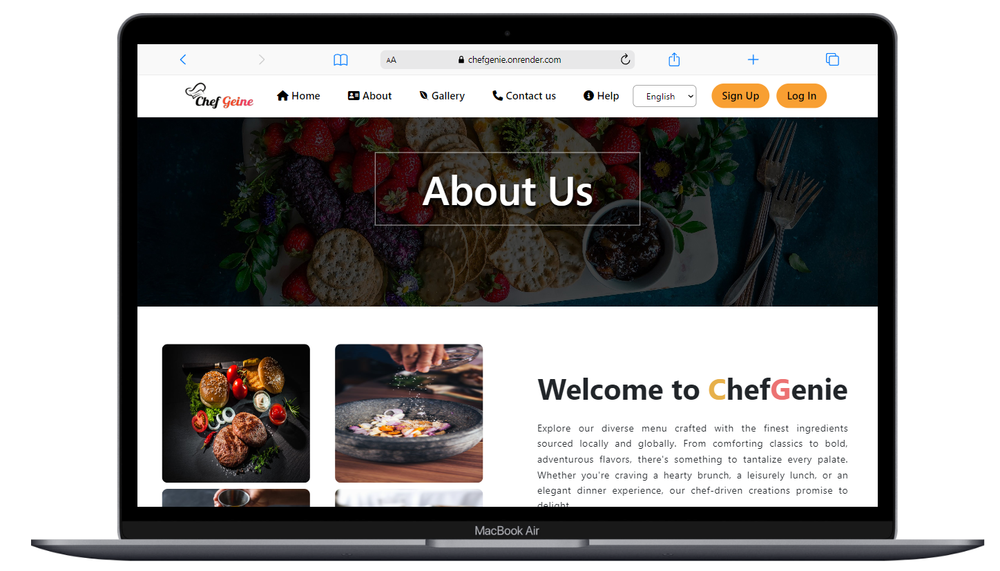 AA chefgenie.onrender.com
Chef Geine Home About Gallery Contact us Help English Sign Up Log In
About Us
Welcome to ChefGenie
Explore our diverse menu crafted with the finest ingredients
sourced locally and globally. From comforting classics to bold,
adventurous flavors, there's something to tantalize every palate.
Whether you're craving a hearty brunch, a leisurely lunch, or an
elegant dinner experience, our chef-driven creations promise to
delight
MacBook Air